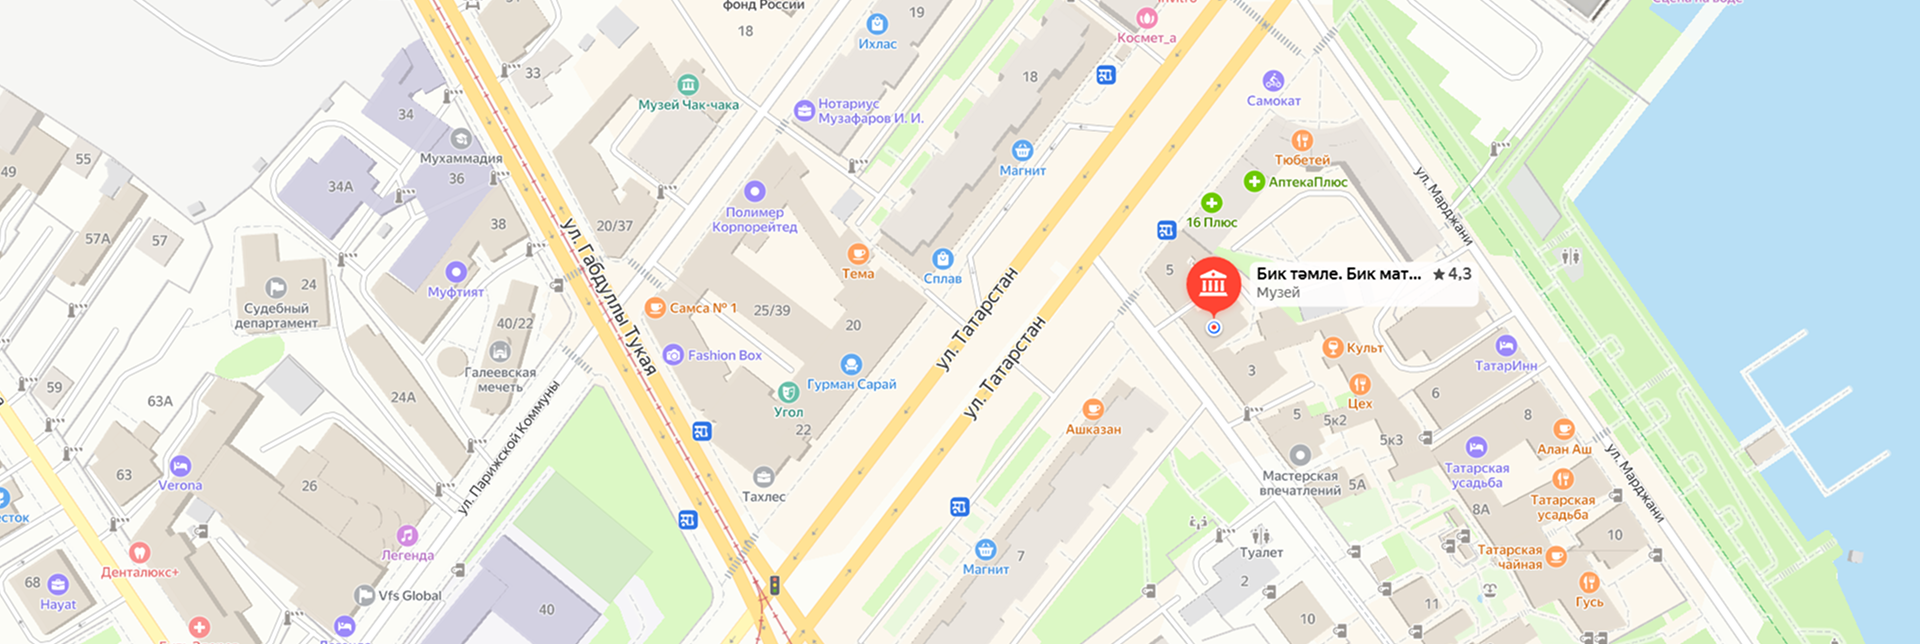 фонд России
18
19
Ихлас
33
Музей Чак-чака
Нотариус
Музафаров И. И.
18
Космет_а
Самокат
Магнит
Тюбетей
АптекаПлюс
16 Плюс
34
Мухаммадия
34А
36
38
55
49
57А
57
20/37
Полимер
Корпорейтед
Тема
Сплав
ул. Марджани
ул. Габдуллы Тукая
Муфтият
24
Судебный
департамент
Самса № 1
25/39
20
40/22
Галеевская
мечеть
Fashion Box
Гурман Сарай
Угол
22
ул. Татарстан
ул. Татарстан
5
Бик тәмле. Бик мат...
4,3
Музей
3
Культ
ТатарИнн
Цех
6
5
5к2
5к3
8
Алан Аш
59
63А
24А
63
Verona
26
ул. Парижской Коммуны
Тахлес
Ашказан
Мастерская
впечатлений
5А
Татарская
усадьба
Татарская
усадьба
ул. Марджани
8А
10
Легенда
Денталюкс+
68
Hayat
Vfs Global
40
Магнит
7
Туалет
2
Татарская
чайная
Гусь
10
11